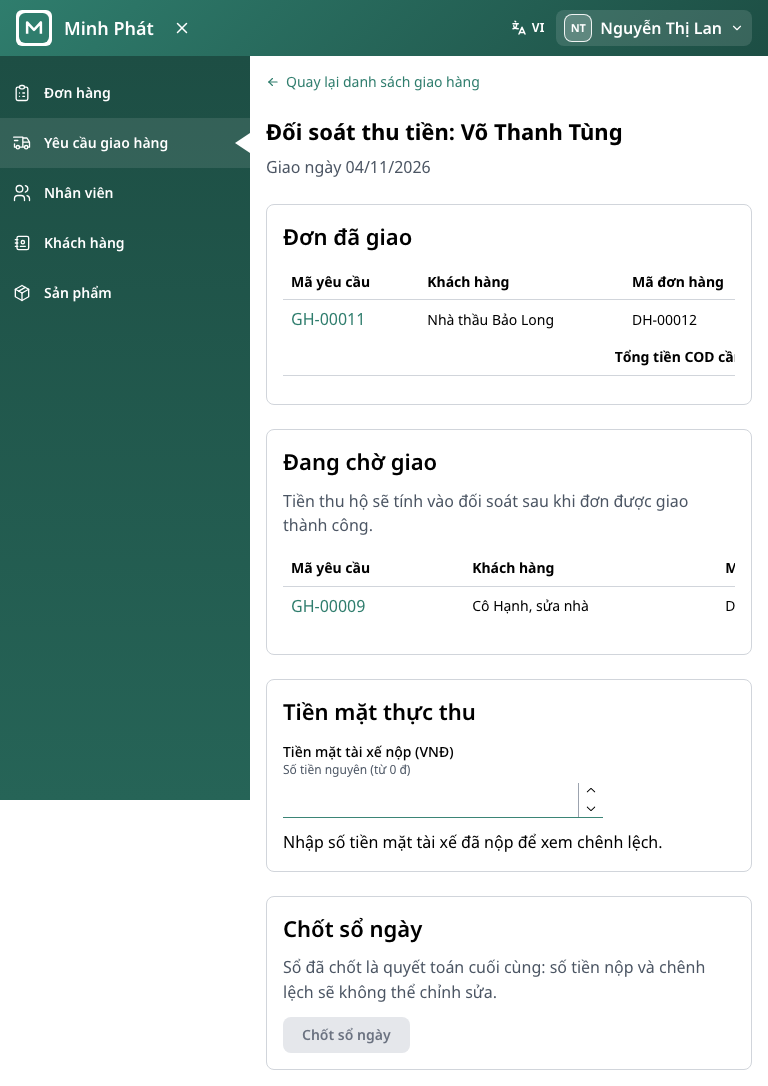 Minh Phát
VI
NT
Nguyễn Thị Lan
Đơn hàng
Yêu cầu giao hàng
Nhân viên
Khách hàng
Sản phẩm
Quay lại danh sách giao hàng
Đối soát thu tiền: Võ Thanh Tùng
Giao ngày 04/11/2026
Đơn đã giao
Mã yêu cầu Khách hàng Mã đơn hàng
GH-00011 Nhà thầu Bảo Long DH-00012
Tổng tiền COD
Đang chờ giao
Tiền thu hộ sẽ tính vào đối soát sau khi đơn được giao
thành công.
Mã yêu cầu Khách hàng
GH-00009 Cô Hạnh, sửa nhà
Tiền mặt thực thu
Tiền mặt tài xế nộp (VNĐ)
Số tiền nguyên (từ 0 đ)
Nhập số tiền mặt tài xế đã nộp để xem chênh lệch.
Chốt sổ ngày
Sổ đã chốt là quyết toán cuối cùng: số tiền nộp và chênh
lệch sẽ không thể chỉnh sửa.
Chốt sổ ngày